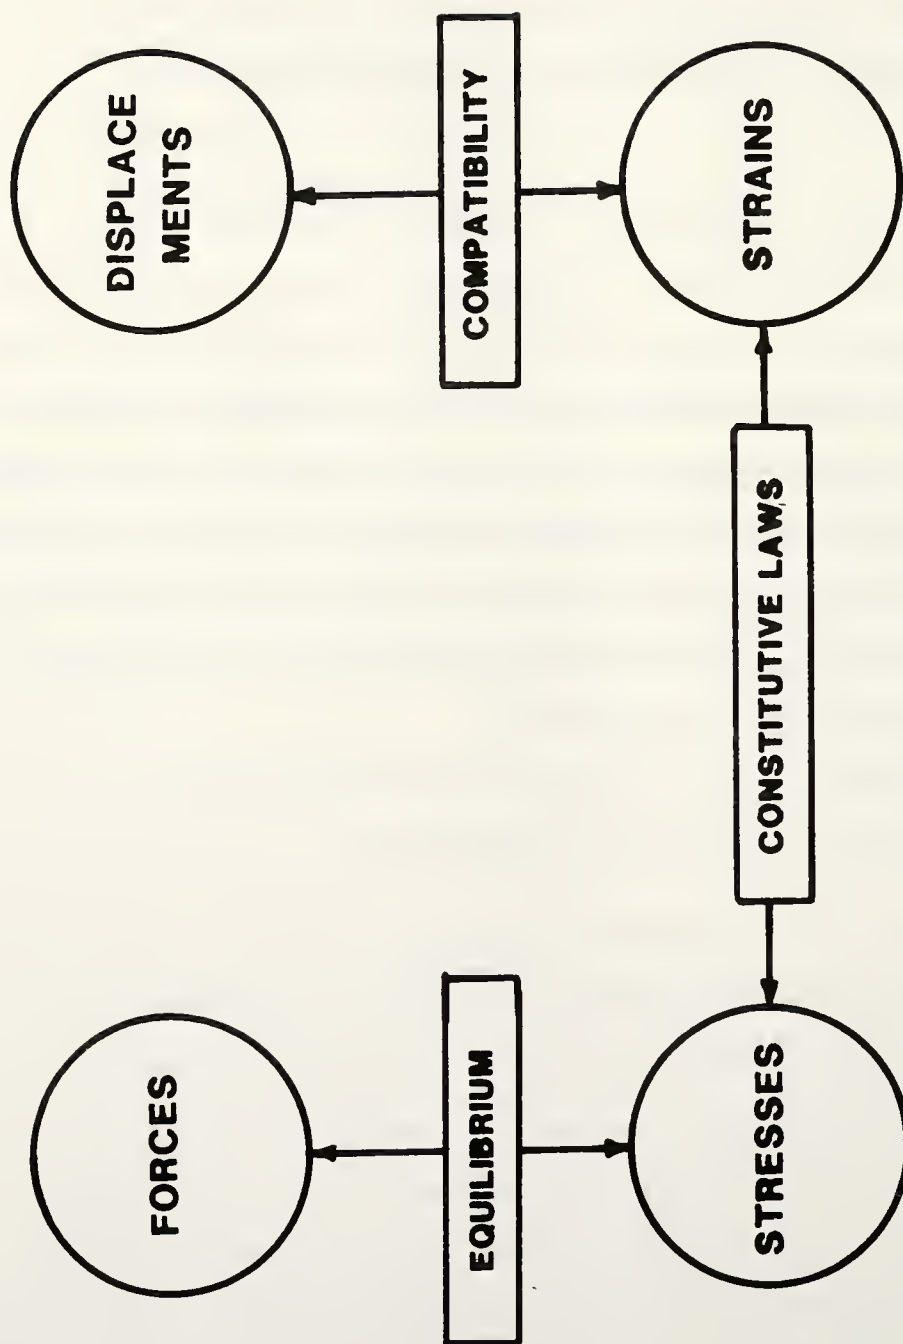 FORCES
EQUILIBRIUM
STRESSES
CONSTITUTIVE LAWS
DISPLACE
MENTS
COMPATIBILITY
STRAINS